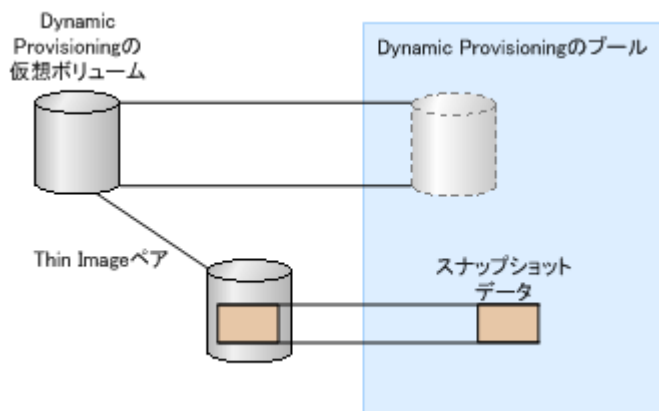 Dynamic
Provisioningの
仮想ボリューム
Dynamic Provisioningのプール
Thin Imageペア
スナップショット
データ